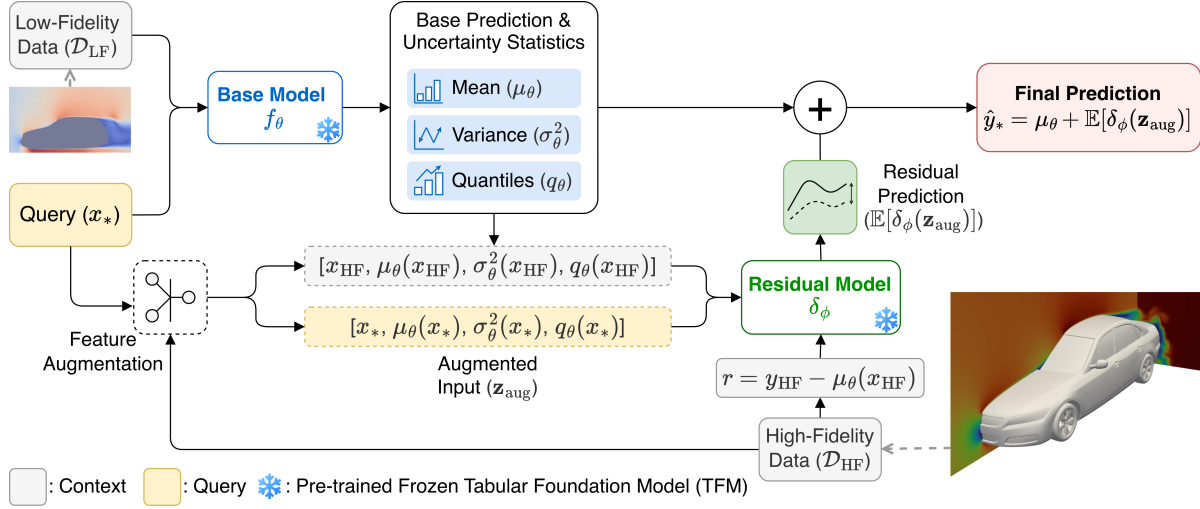 Low-Fidelity
Data (𝒟_LF)
Query (x_*)
Base Model
f_θ
Base Prediction &
Uncertainty Statistics
Mean (μ_θ)
Variance (σ²_θ)
Quantiles (q_θ)
+
Final Prediction
ŷ_* = μ_θ + 𝔼[δ_ϕ(𝐳_aug)]
Residual
Prediction
(𝔼[δ_ϕ(𝐳_aug)])
Feature
Augmentation
[x_HF, μ_θ(x_HF), σ²_θ(x_HF), q_θ(x_HF)]
[x_*, μ_θ(x_*), σ²_θ(x_*), q_θ(x_*)]
Augmented
Input (𝐳_aug)
Residual Model
δ_ϕ
r = y_HF − μ_θ(x_HF)
High-Fidelity
Data (𝒟_HF)
: Context
: Query
: Pre-trained Frozen Tabular Foundation Model (TFM)